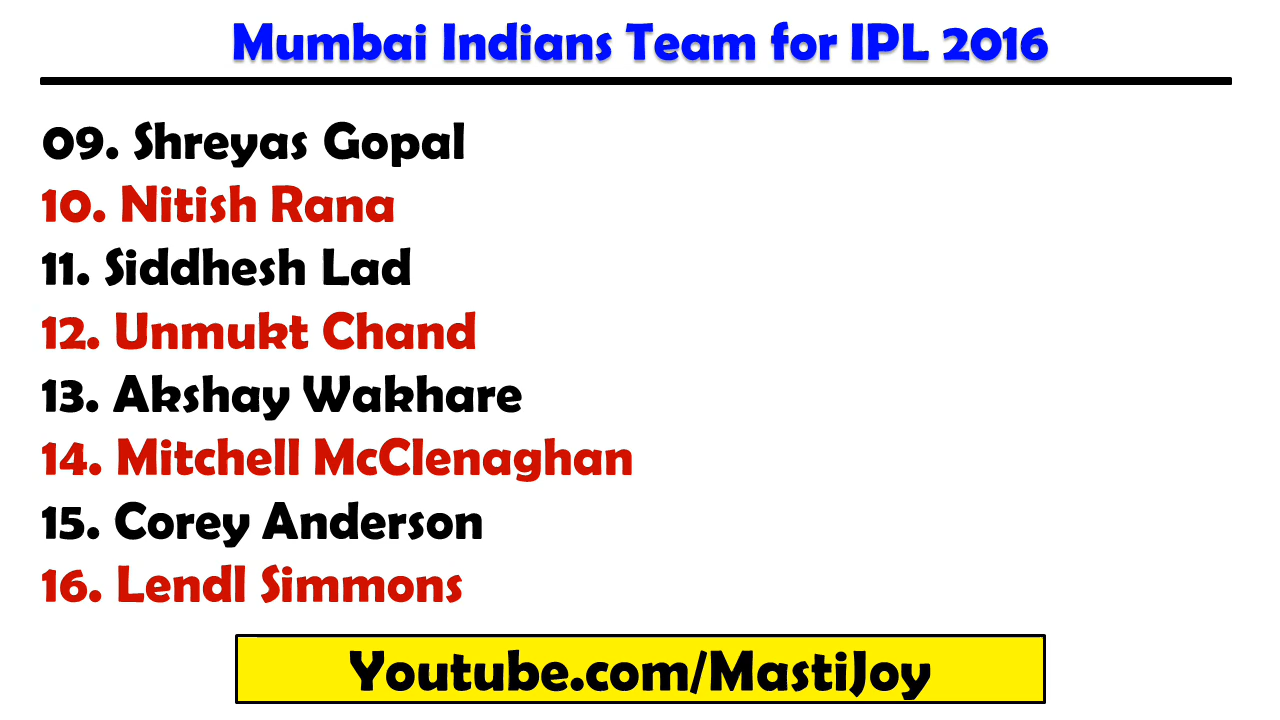 Mumbai Indians Team for IPL 2016
09. Shreyas Gopal
10. Nitish Rana
11. Siddhesh Lad
12. Unmukt Chand
13. Akshay Wakhare
14. Mitchell McClenaghan
15. Corey Anderson
16. Lendl Simmons
Youtube.com/MastiJoy